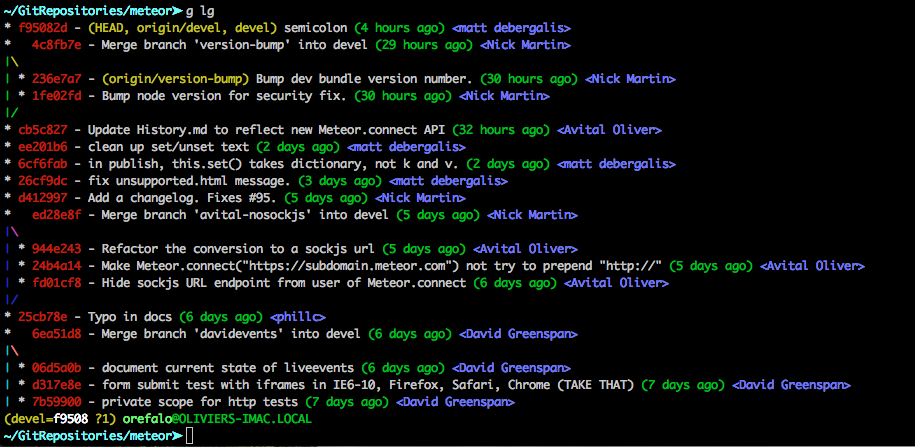 ~/GitRepositories/meteor➤ g lg
* f95082d - (HEAD, origin/devel, devel) semicolon (4 hours ago) <matt debergalis>
*   4c8fb7e - Merge branch 'version-bump' into devel (29 hours ago) <Nick Martin>
|\
| * 236e7a7 - (origin/version-bump) Bump dev bundle version number. (30 hours ago) <Nick Martin>
| * 1fe02fd - Bump node version for security fix. (30 hours ago) <Nick Martin>
|/
* cb5c827 - Update History.md to reflect new Meteor.connect API (32 hours ago) <Avital Oliver>
* ee201b6 - clean up set/unset text (2 days ago) <matt debergalis>
* 6cf6fab - in publish, this.set() takes dictionary, not k and v. (2 days ago) <matt debergalis>
* 26cf9dc - fix unsupported.html message. (3 days ago) <matt debergalis>
* d412997 - Add a changelog. Fixes #95. (5 days ago) <Nick Martin>
*   ed28e8f - Merge branch 'avital-nosockjs' into devel (5 days ago) <Nick Martin>
|\
| * 944e243 - Refactor the conversion to a sockjs url (5 days ago) <Avital Oliver>
| * 24b4a14 - Make Meteor.connect("https://subdomain.meteor.com") not try to prepend "http://" (5 days ago) <Avital Oliver>
| * fd01cf8 - Hide sockjs URL endpoint from user of Meteor.connect (6 days ago) <Avital Oliver>
|/
* 25cb78e - Typo in docs (6 days ago) <phillc>
*   6ea51d8 - Merge branch 'davidevents' into devel (6 days ago) <David Greenspan>
|\
| * 06d5a0b - document current state of liveevents (6 days ago) <David Greenspan>
| * d317e8e - form submit test with iframes in IE6-10, Firefox, Safari, Chrome (TAKE THAT) (7 days ago) <David Greenspan>
| * 7b59900 - private scope for http tests (7 days ago) <David Greenspan>
(devel=f9508 ?1) orefalo@OLIVIERS-IMAC.LOCAL
~/GitRepositories/meteor➤